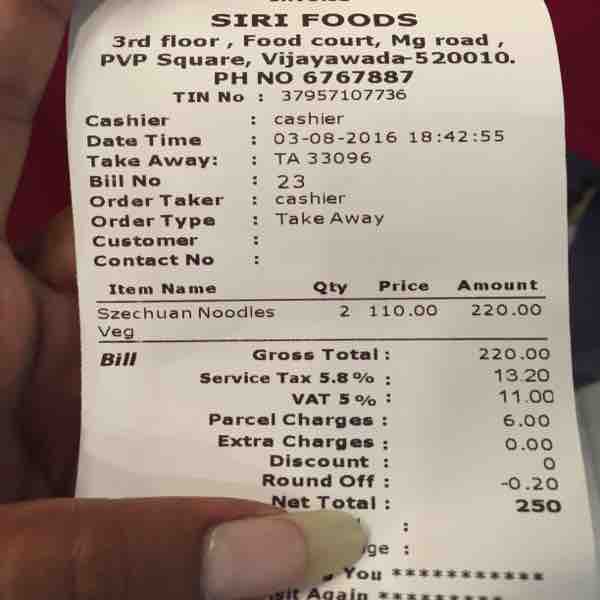 SIRI FOODS
3rd floor , Food court, Mg road ,
PVP Square, Vijayawada-520010.
PH NO 6767887
TIN No : 37957107736
Cashier : cashier
Date Time : 03-08-2016 18:42:55
Take Away: : TA 33096
Bill No : 23
Order Taker : cashier
Order Type : Take Away
Customer :
Contact No :
Item Name Qty Price Amount
Szechuan Noodles 2 110.00 220.00
Veg
Bill Gross Total : 220.00
Service Tax 5.8% : 13.20
VAT 5% : 11.00
Parcel Charges : 6.00
Extra Charges : 0.00
Discount : 0
Round Off : -0.20
Net Total : 250
:
:
You ***********
Again *********